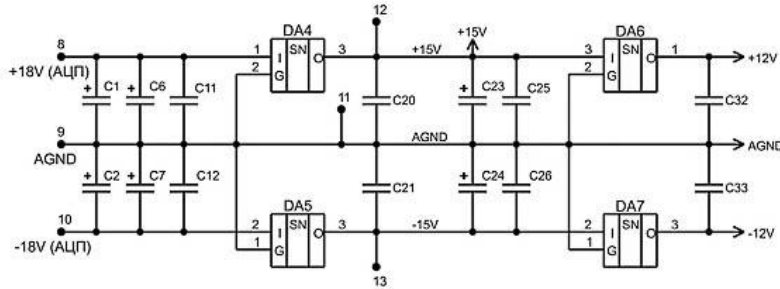 12
DA4
+15V
DA6
8
1
I
SN
O
3
+15V
3
I
SN
O
1
+12V
+18V (АЦП)
2
G
2
G
+
C1
+
C6
C11
11
C20
+
C23
C25
C32
9
AGND
AGND
AGND
+
C2
+
C7
C12
C21
+
C24
C26
C33
10
DA5
DA7
-18V (АЦП)
2
I
SN
O
3
-15V
2
I
SN
O
3
-12V
1
G
1
G
13